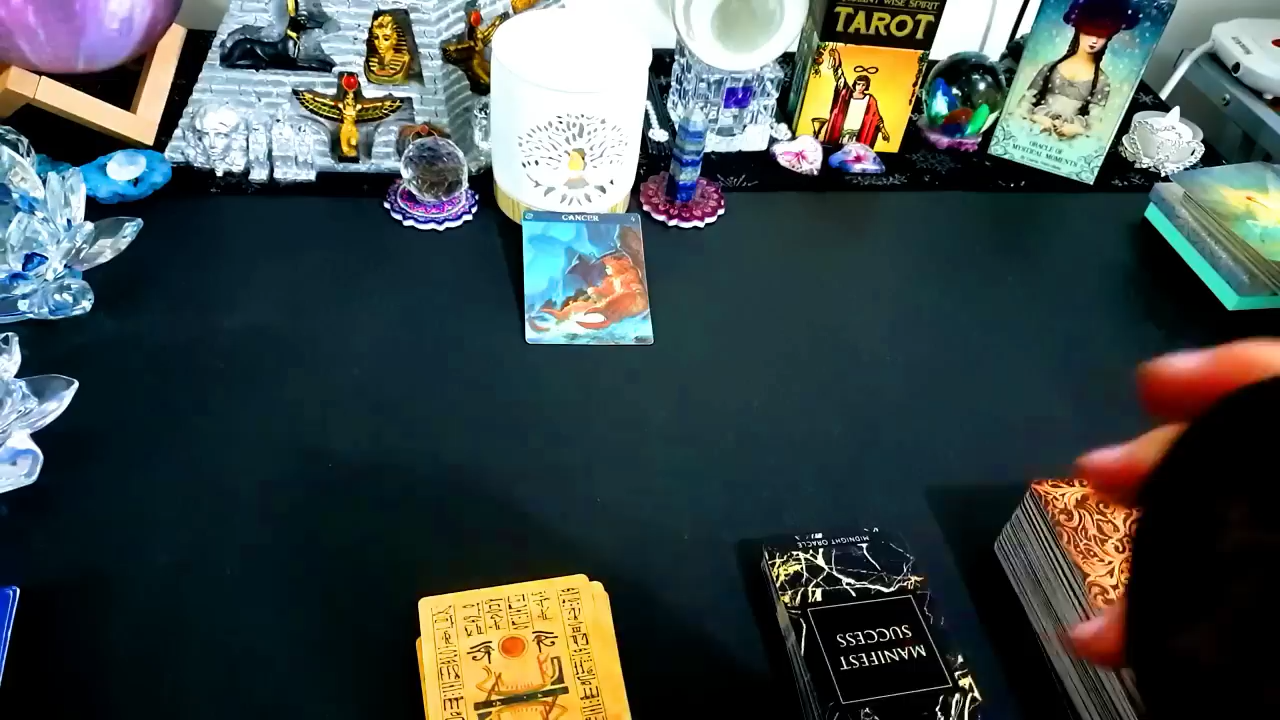 TAROT
ORACLE OF
MYSTICAL MOMENTS
CANCER
MIDNIGHT ORACLE
MANIFEST
SUCCESS